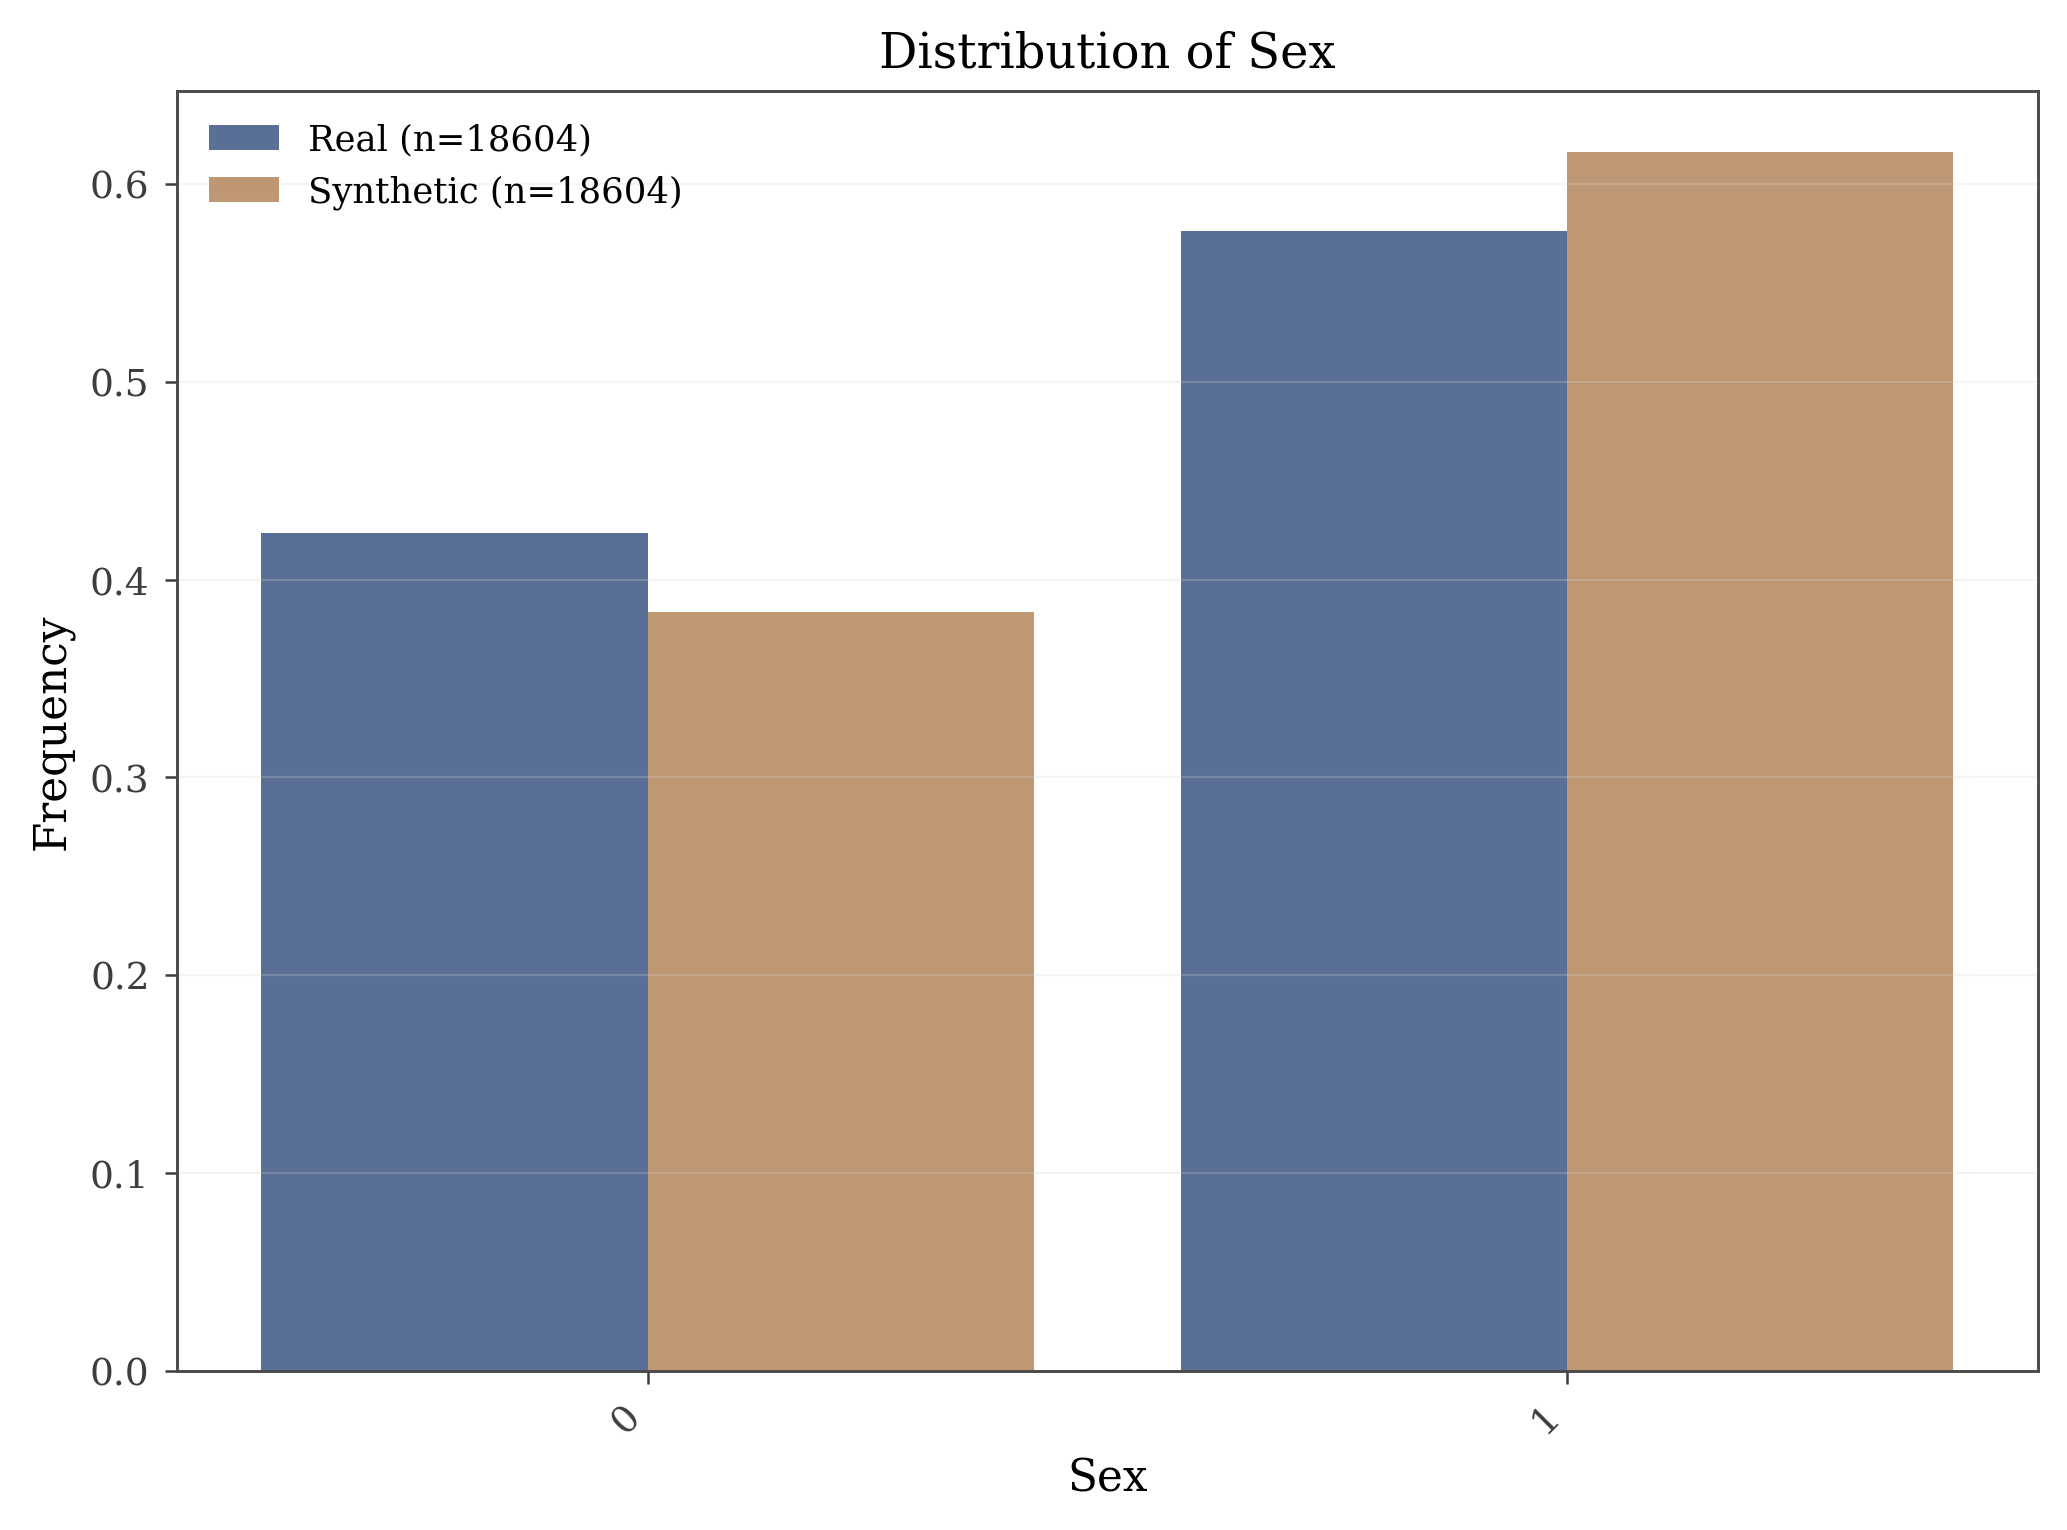 Distribution of Sex
Real (n=18604)
Synthetic (n=18604)
Frequency
0.6
0.5
0.4
0.3
0.2
0.1
0.0
0
1
Sex